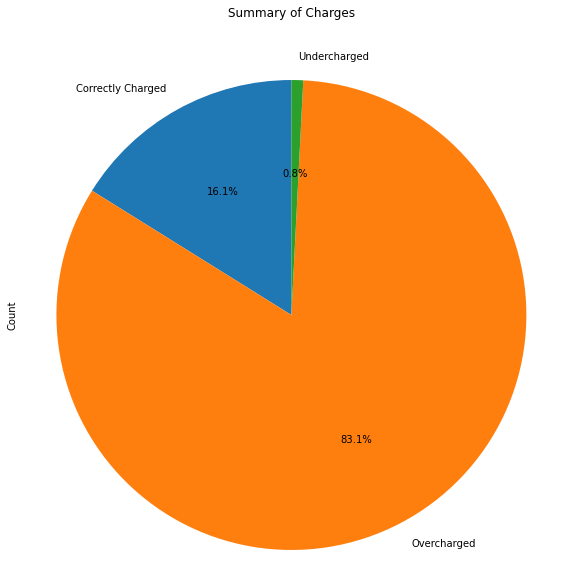 Summary of Charges
Undercharged
Correctly Charged
0.8%
16.1%
Count
83.1%
Overcharged